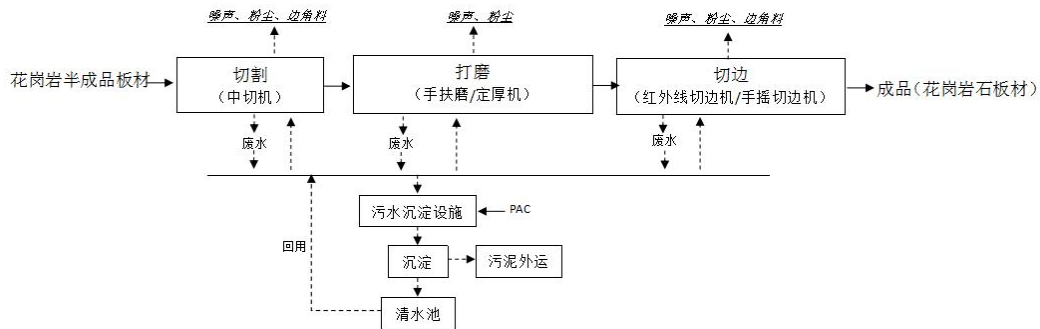 噪声、粉尘、边角料
噪声、粉尘
噪声、粉尘、边角料
花岗岩半成品板材
切割
（中切机）
打磨
（手扶磨/定厚机）
切边
（红外线切边机/手摇切边机）
成品（花岗岩石板材）
废水
废水
废水
污水沉淀设施
PAC
回用
沉淀
污泥外运
清水池